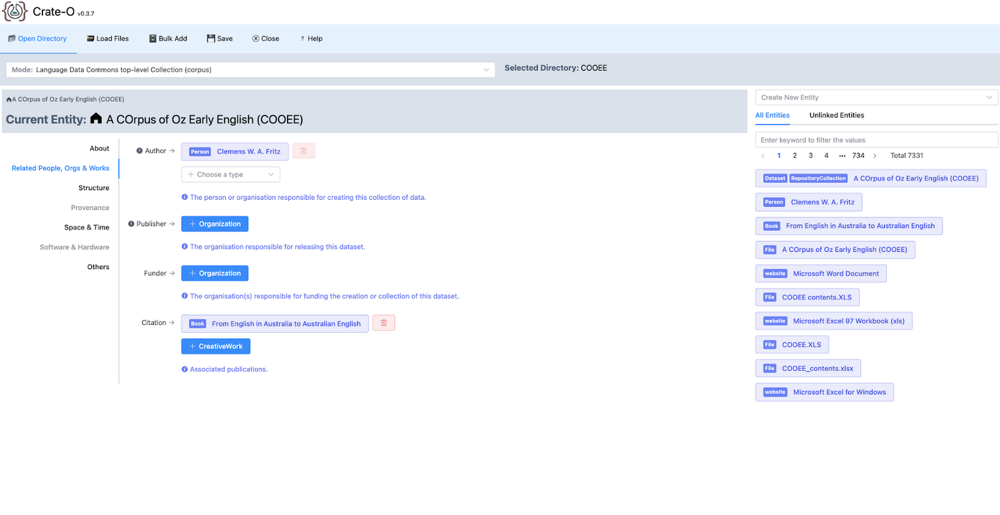 Crate-O v0.3.7
Open Directory Load Files Bulk Add Save Close ? Help
Mode: Language Data Commons top-level Collection (corpus)
Selected Directory: COOEE
A COrpus of Oz Early English (COOEE)
Current Entity: A COrpus of Oz Early English (COOEE)
About
Related People, Orgs & Works
Structure
Provenance
Space & Time
Software & Hardware
Others
Author → Person Clemens W. A. Fritz
+ Choose a type
The person or organisation responsible for creating this collection of data.
Publisher → + Organization
The organisation responsible for releasing this dataset.
Funder → + Organization
The organisation(s) responsible for funding the creation or collection of this dataset.
Citation → Book From English in Australia to Australian English
+ CreativeWork
Associated publications.
Create New Entity
All Entities Unlinked Entities
Enter keyword to filter the values
< 1 2 3 4 ••• 734 > Total 7331
Dataset RepositoryCollection A COrpus of Oz Early English (COOEE)
Person Clemens W. A. Fritz
Book From English in Australia to Australian English
File A COrpus of Oz Early English (COOEE)
website Microsoft Word Document
File COOEE contents.XLS
website Microsoft Excel 97 Workbook (xls)
File COOEE.XLS
File COOEE_contents.xlsx
website Microsoft Excel for Windows